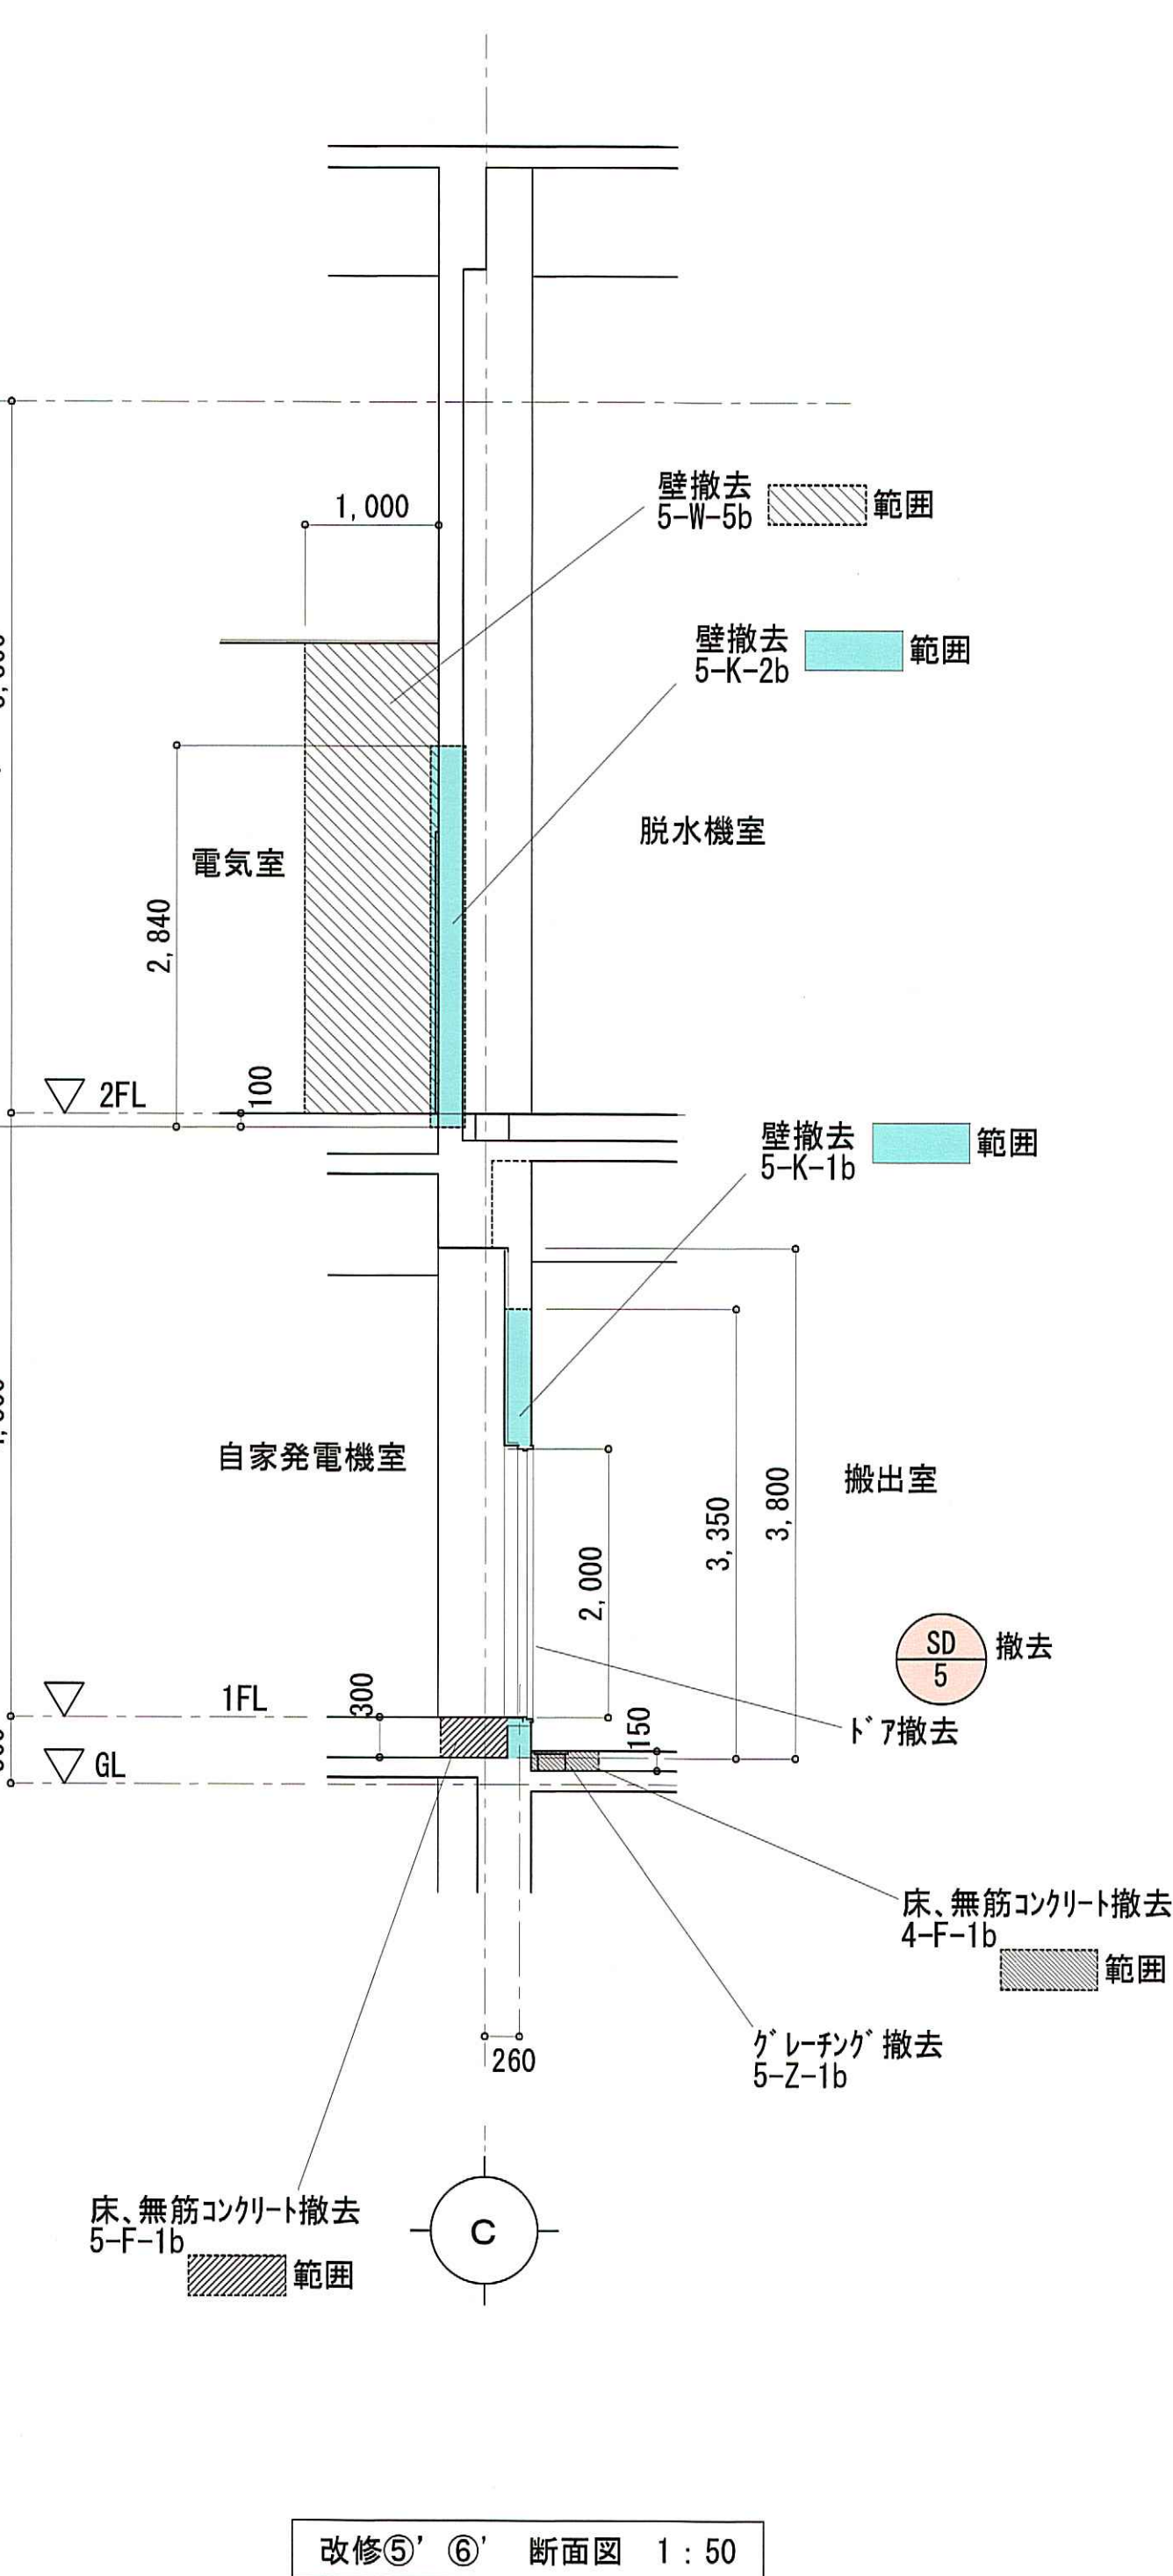 1,000
壁撤去
5-W-5b
範囲
壁撤去
5-K-2b
範囲
脱水機室
電気室
2,840
100
2FL
壁撤去
5-K-1b
範囲
自家発電機室
搬出室
3,350
3,800
2,000
SD
5
撤去
300
1FL
150
ﾄﾞｱ撤去
GL
床、無筋ｺﾝｸﾘｰﾄ撤去
4-F-1b
範囲
ｸﾞﾚｰﾁﾝｸﾞ撤去
5-Z-1b
260
床、無筋ｺﾝｸﾘｰﾄ撤去
5-F-1b
範囲
C
改修⑤' ⑥' 断面図 1:50